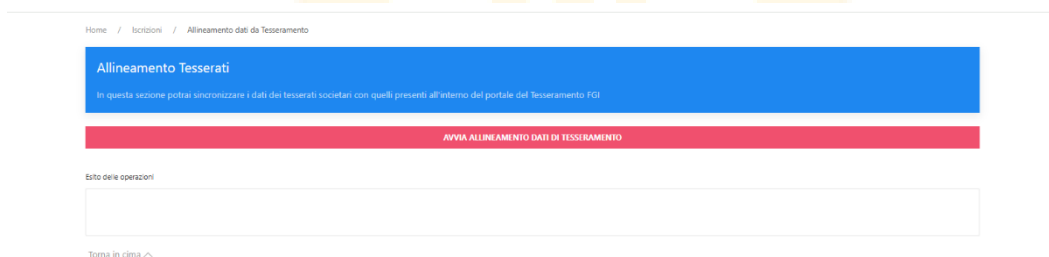 Home / Iscrizioni / Allineamento dati da Tesseramento
Allineamento Tesserati
In questa sezione potrai sincronizzare i dati dei tesserati societari con quelli presenti all'interno del portale del Tesseramento FGI
AVVIA ALLINEAMENTO DATI DI TESSERAMENTO
Esito delle operazioni
Torna in cima